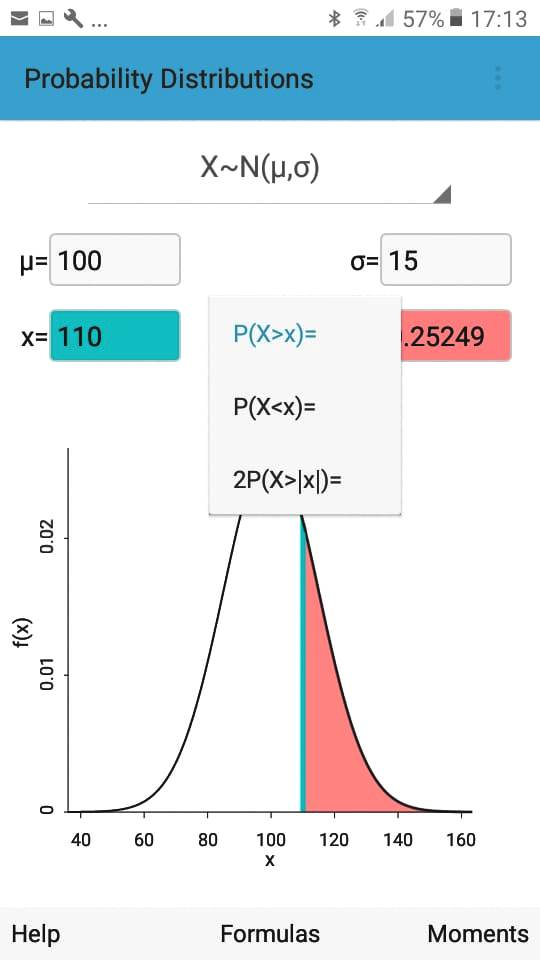 ... 57% 17:13
Probability Distributions
X~N(μ,σ)
μ= 100 σ= 15
x= 110 P(X>x)= .25249
P(X<x)=
2P(X>|x|)=
0.02
f(x)
0.01
0
40 60 80 100 120 140 160
x
Help Formulas Moments